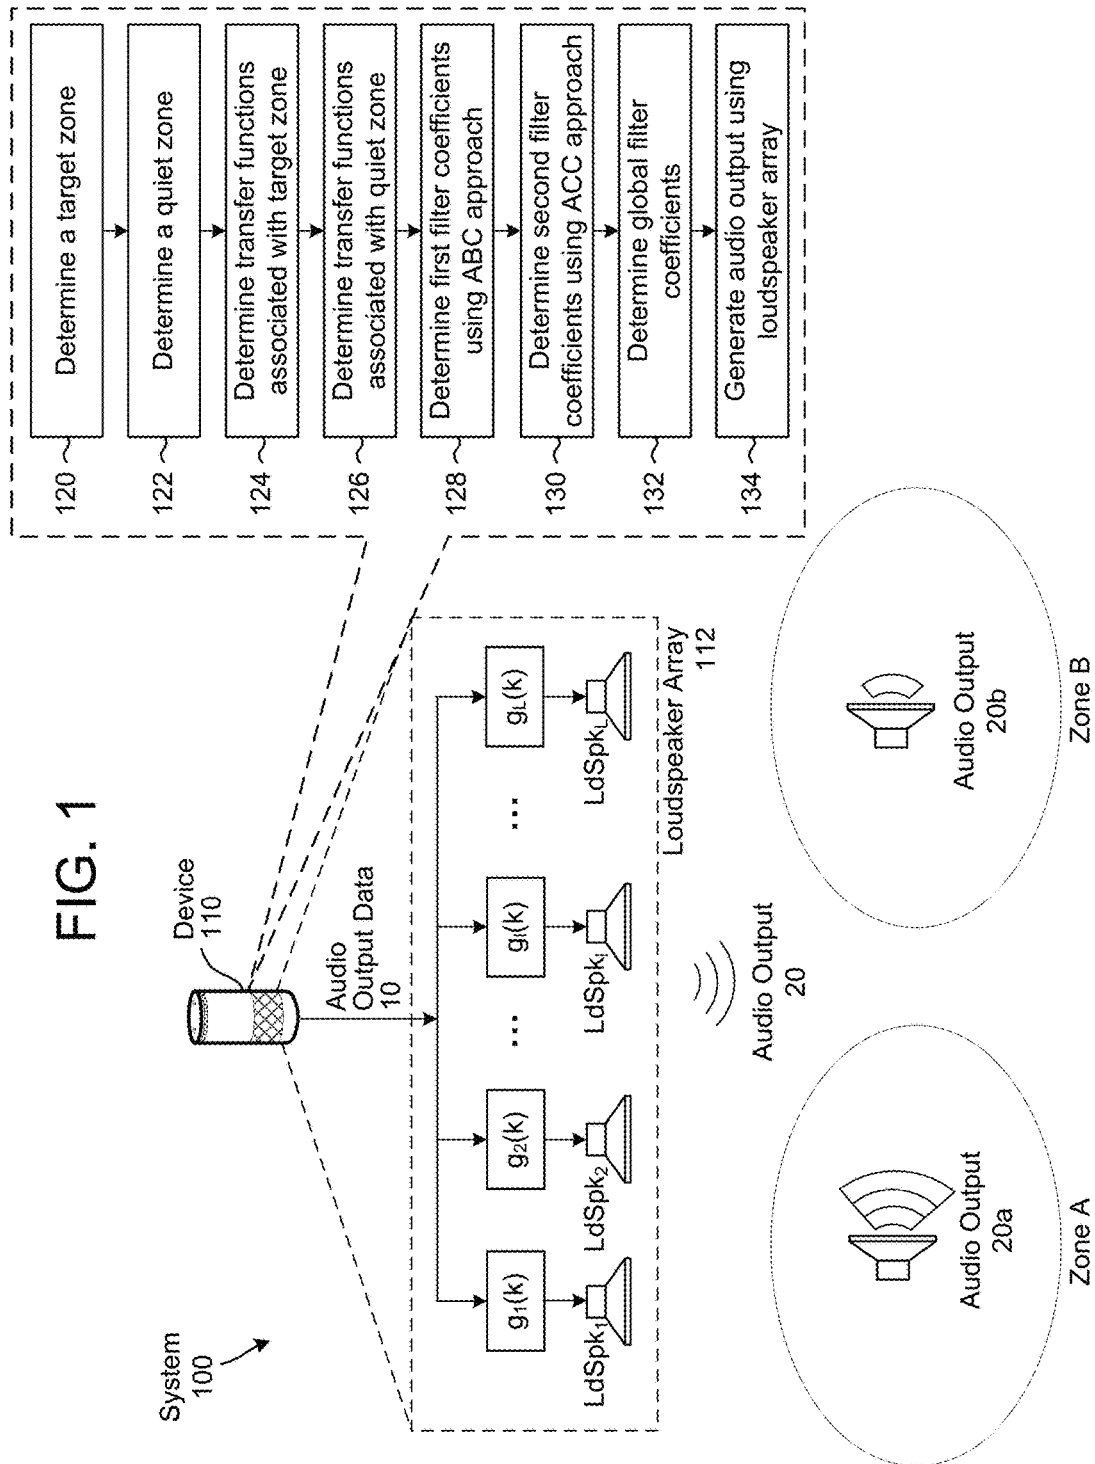 FIG. 1
System
100
Device
110
Audio
Output Data
10
g1(k)
g2(k)
...
gl(k)
...
gL(k)
LdSpk1
LdSpk2
LdSpkl
LdSpkL
Loudspeaker Array
112
Audio Output
20
Audio Output
20a
Zone A
Audio Output
20b
Zone B
120
Determine a target zone
122
Determine a quiet zone
124
Determine transfer functions
associated with target zone
126
Determine transfer functions
associated with quiet zone
128
Determine first filter coefficients
using ABC approach
130
Determine second filter
coefficients using ACC approach
132
Determine global filter
coefficients
134
Generate audio output using
loudspeaker array